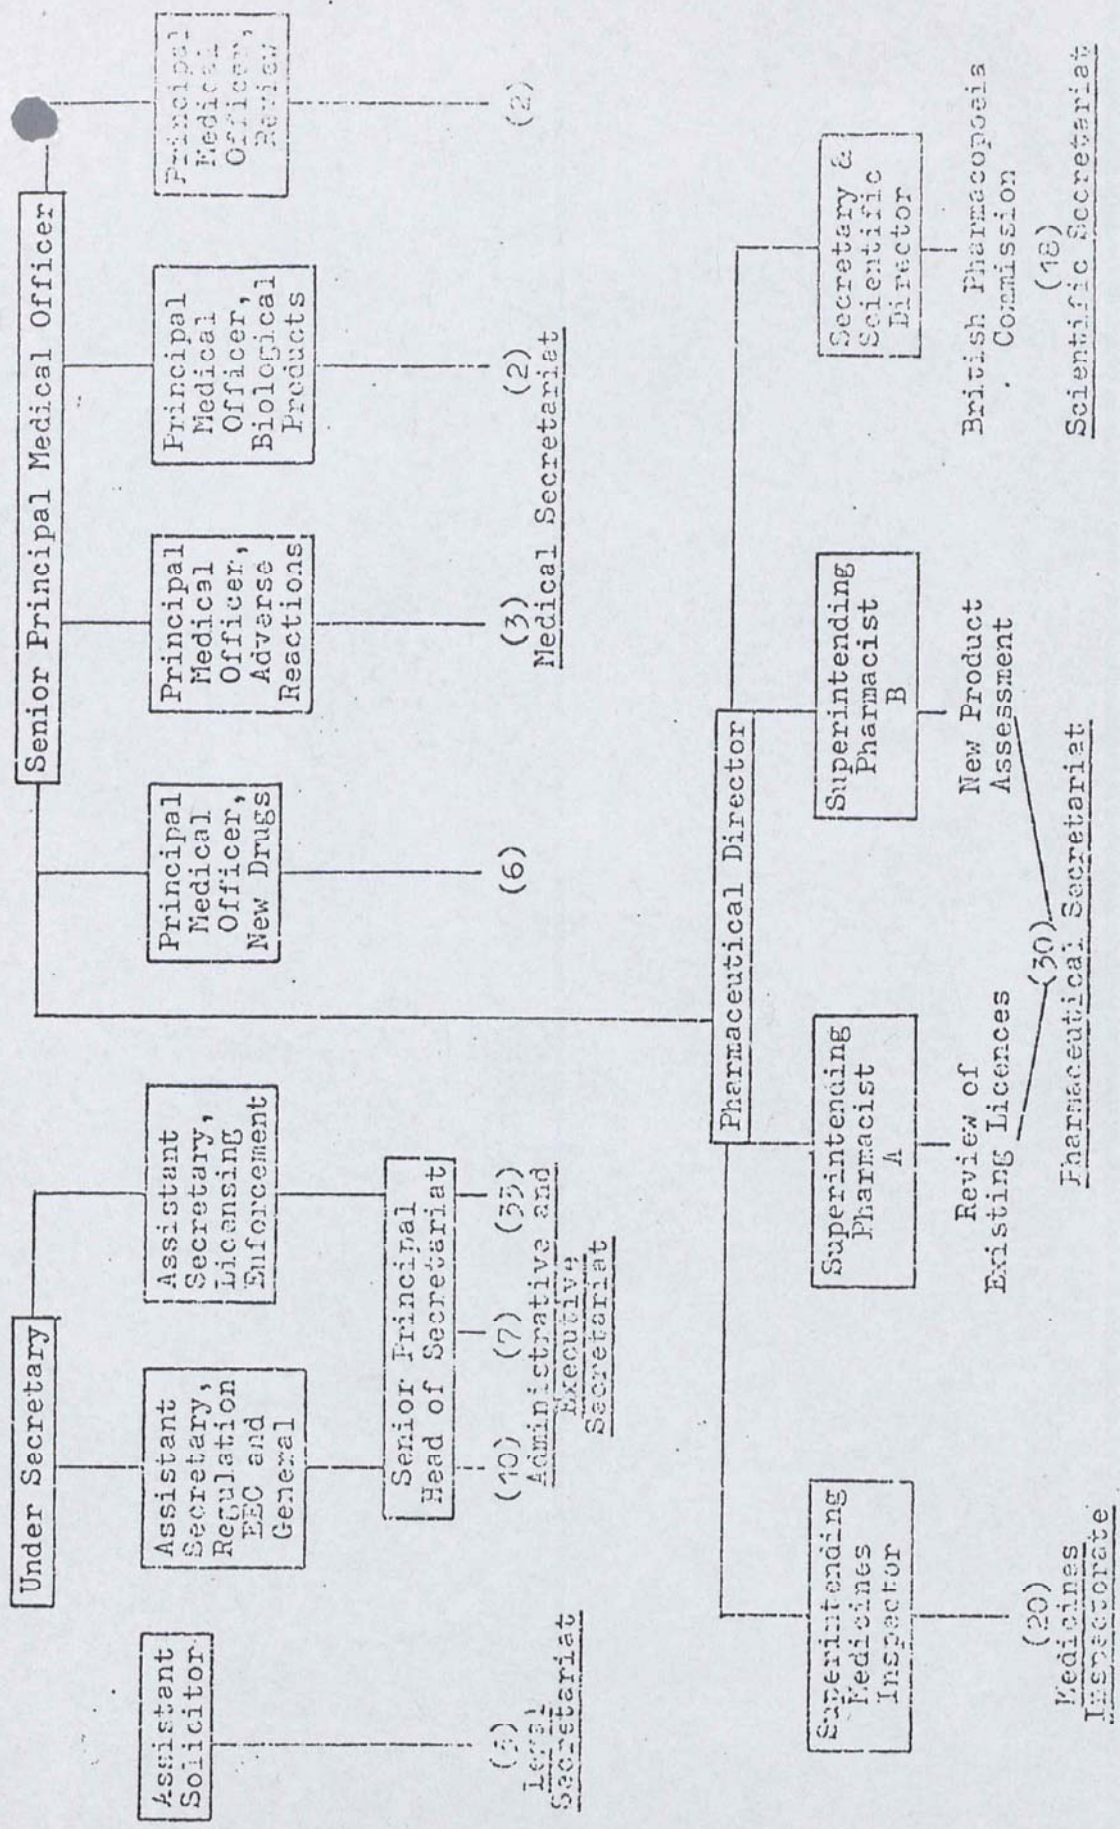 Under Secretary
Senior Principal Medical Officer
Assistant
Solicitor
Assistant
Secretary,
Regulation
EEC and
General
Assistant
Secretary,
Licensing
Enforcement
Principal
Medical
Officer,
New Drugs
Principal
Medical
Officer,
Adverse
Reactions
Principal
Medical
Officer,
Biological
Products
Principal
Medical
Officer,
Review
Senior Principal
Head of Secretariat
Legal
Secretariat
(10) (7) (33)
Administrative and
Executive
Secretariat
(6)
(3)
(2)
(2)
Medical Secretariat
Pharmaceutical Director
Superintending
Medicines
Inspector
Superintending
Pharmacist
A
Superintending
Pharmacist
B
Secretary &
Scientific
Director
(20)
Medicines
Inspectorate
Review of
Existing Licences
New Product
Assessment
(30)
Pharmaceutical Secretariat
British Pharmacopoeia
Commission
(18)
Scientific Secretariat